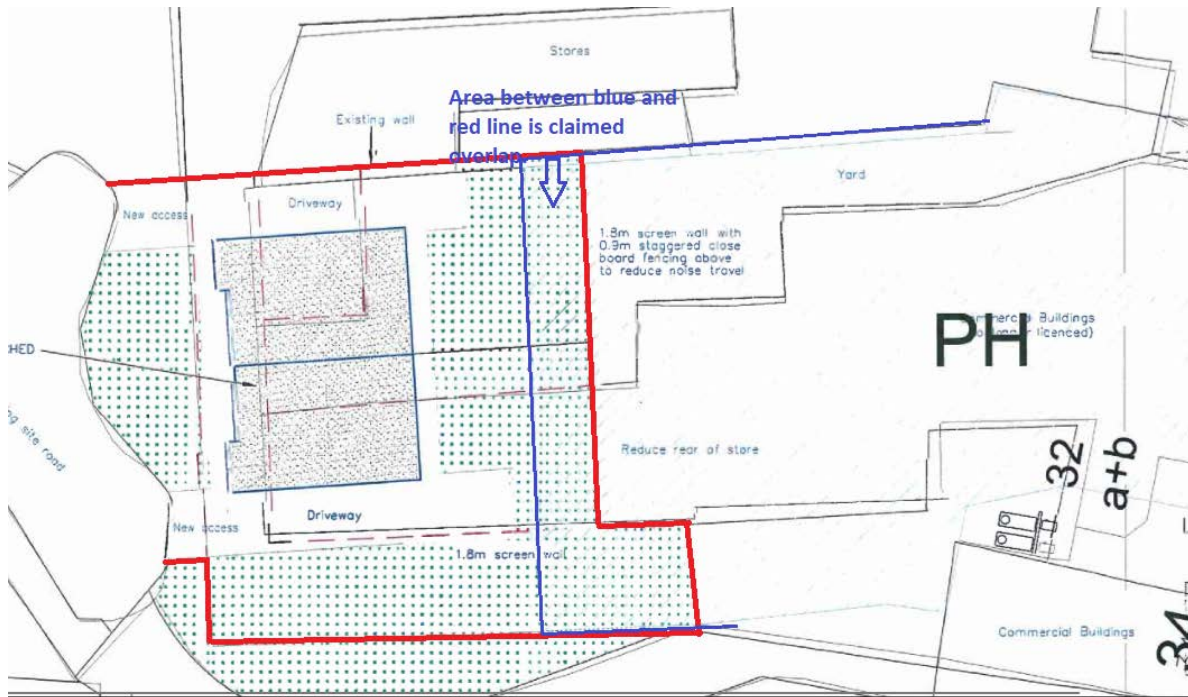 Stores
Area between blue and
red line is claimed
overlap
Existing wall
Yard
New access
Driveway
1.8m screen wall with
0.9m staggered close
board fencing above
to reduce noise travel
PH
Commercial Buildings
licenced)
HED
site road
Reduce rear of store
32
a+b
New access
Driveway
1.8m screen wall
Commercial Buildings
34